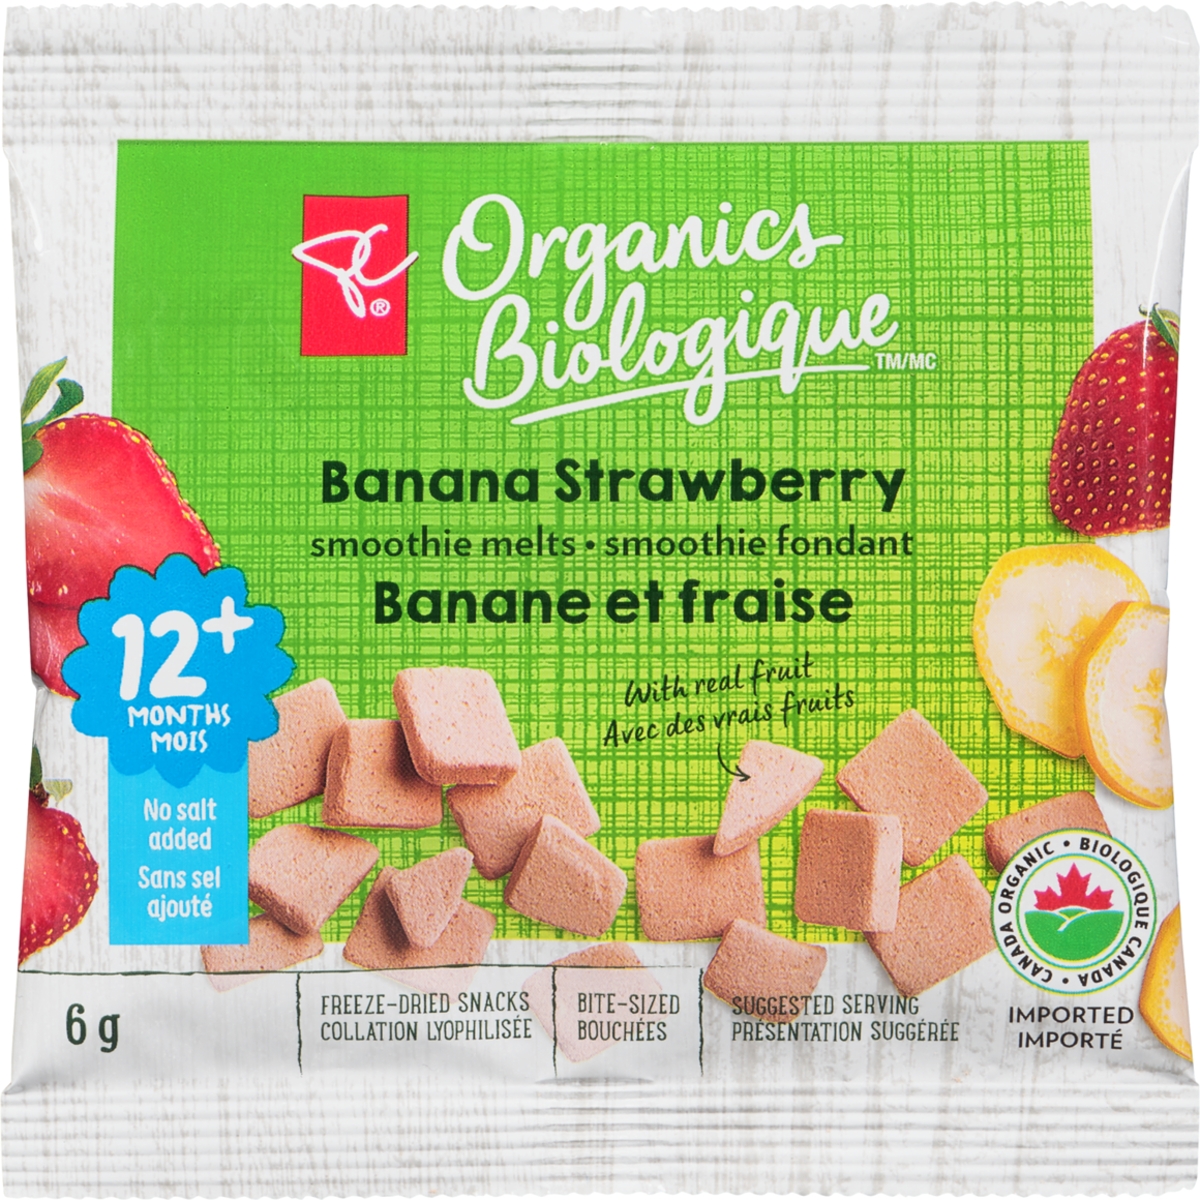 PC®
Organics
Biologique
TM/MC
Banana Strawberry
smoothie melts • smoothie fondant
Banane et fraise
With real fruit
Avec des vrais fruits
12+
MONTHS
MOIS
No salt
added
Sans sel
ajouté
CANADA ORGANIC • BIOLOGIQUE CANADA •
IMPORTED
IMPORTÉ
6 g
FREEZE-DRIED SNACKS
COLLATION LYOPHILISÉE
BITE-SIZED
BOUCHÉES
SUGGESTED SERVING
PRÉSENTATION SUGGÉRÉE